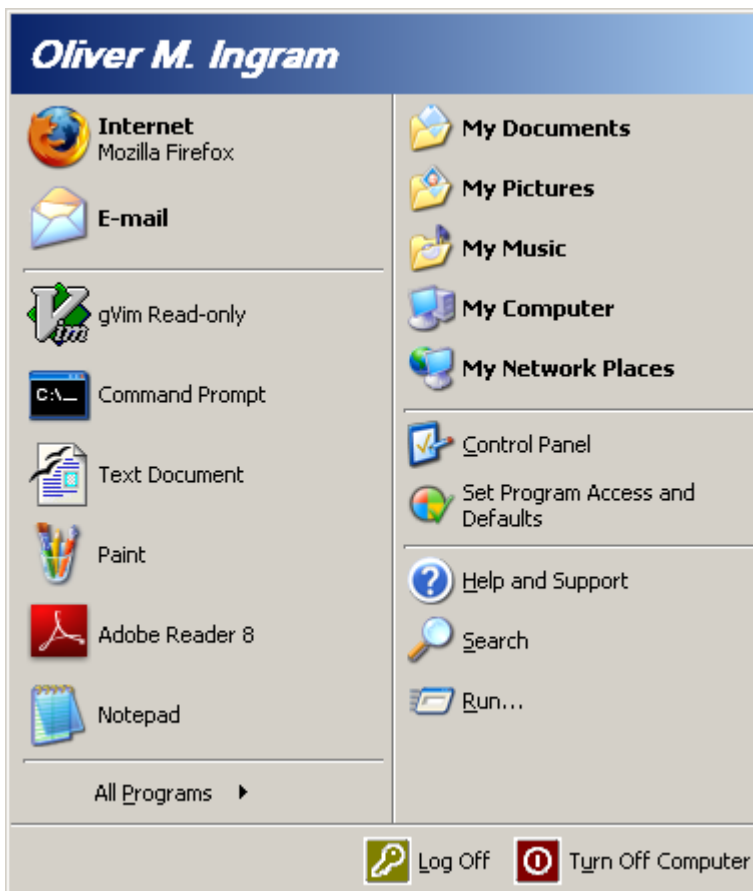 Oliver M. Ingram
Internet
Mozilla Firefox
E-mail
gVim Read-only
C:\_
Command Prompt
Text Document
Paint
Adobe Reader 8
Notepad
All Programs
My Documents
My Pictures
My Music
My Computer
My Network Places
Control Panel
Set Program Access and
Defaults
Help and Support
Search
Run...
Log Off
Turn Off Computer